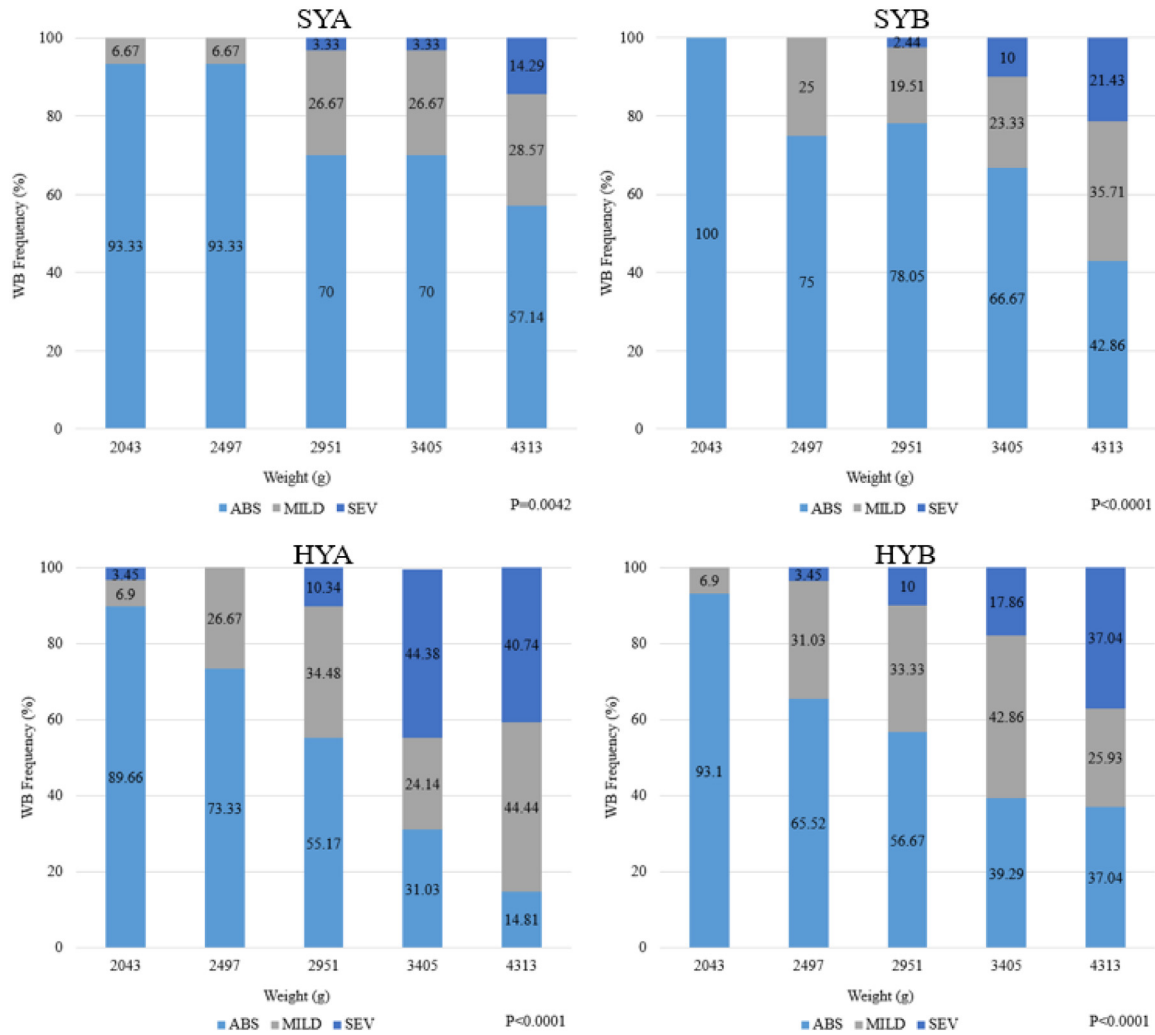 SYA
100
80
60
40
20
0
WB Frequency (%)
6.67 6.67 3.33 3.33 14.29
26.67 26.67 28.57
93.33 93.33 70 70 57.14
2043 2497 2951 3405 4313
Weight (g)
ABS MILD SEV P=0.0042
SYB
100
80
60
40
20
0
WB Frequency (%)
2.44 10 21.43
25 19.51 23.33 35.71
100 75 78.05 66.67 42.86
2043 2497 2951 3405 4313
Weight (g)
ABS MILD SEV P<0.0001
HYA
100
80
60
40
20
0
WB Frequency (%)
3.45 10.34 44.38 40.74
6.9 26.67 34.48 24.14 44.44
89.66 73.33 55.17 31.03 14.81
2043 2497 2951 3405 4313
Weight (g)
ABS MILD SEV P<0.0001
HYB
100
80
60
40
20
0
WB Frequency (%)
3.45 10 17.86 37.04
6.9 31.03 33.33 42.86 25.93
93.1 65.52 56.67 39.29 37.04
2043 2497 2951 3405 4313
Weight (g)
ABS MILD SEV P<0.0001